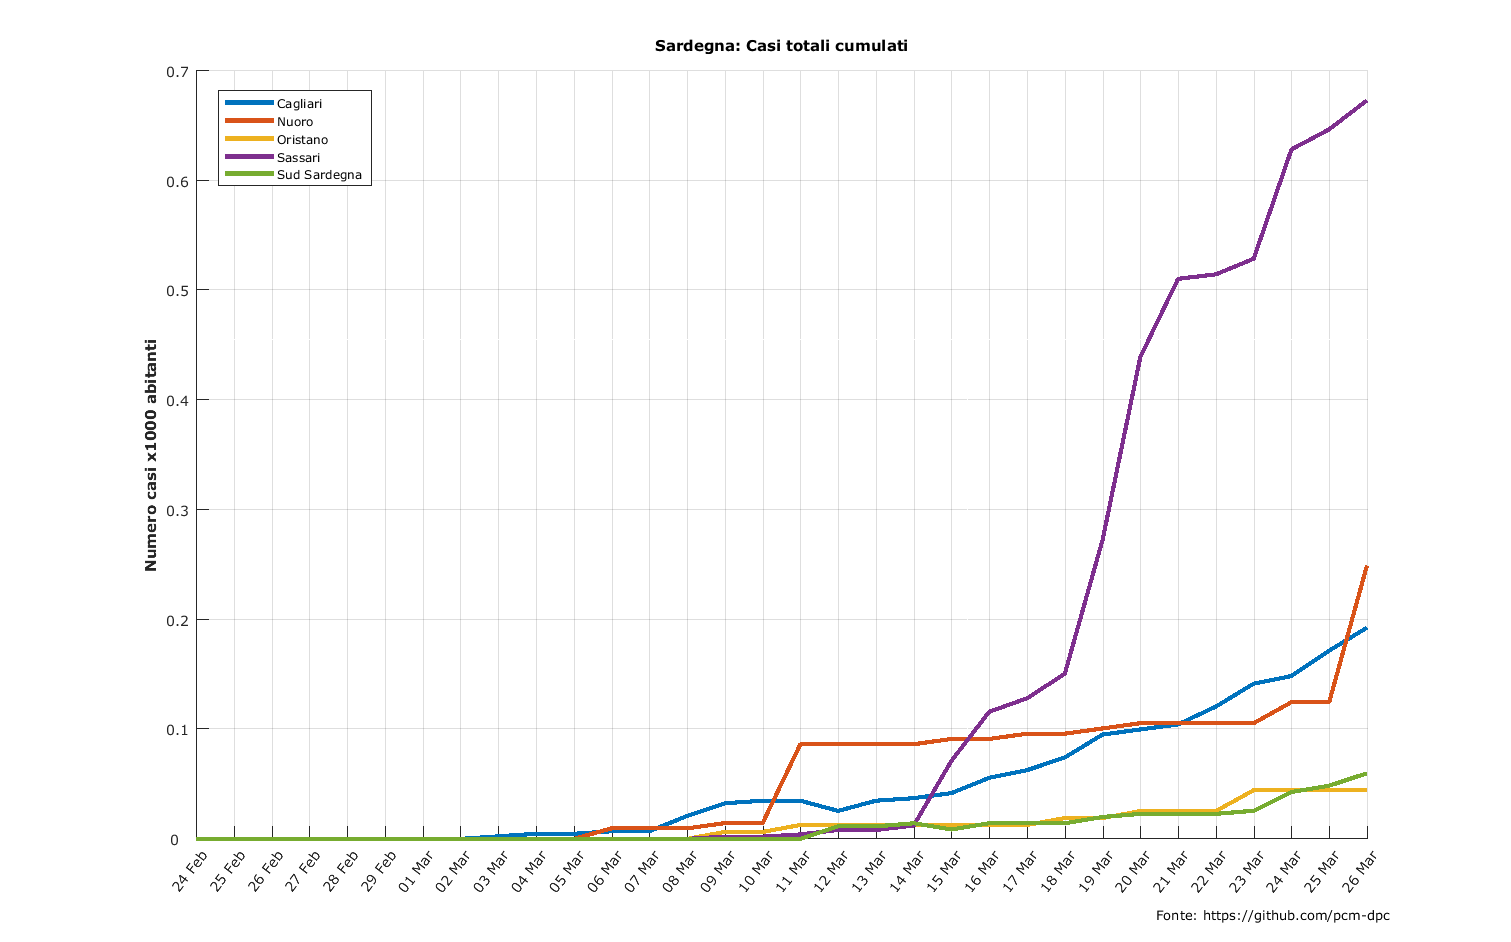 Sardegna: Casi totali cumulati
Numero casi x1000 abitanti
0.7
0.6
0.5
0.4
0.3
0.2
0.1
0
Cagliari
Nuoro
Oristano
Sassari
Sud Sardegna
24 Feb
25 Feb
26 Feb
27 Feb
28 Feb
29 Feb
01 Mar
02 Mar
03 Mar
04 Mar
05 Mar
06 Mar
07 Mar
08 Mar
09 Mar
10 Mar
11 Mar
12 Mar
13 Mar
14 Mar
15 Mar
16 Mar
17 Mar
18 Mar
19 Mar
20 Mar
21 Mar
22 Mar
23 Mar
24 Mar
25 Mar
26 Mar
Fonte: https://github.com/pcm-dpc